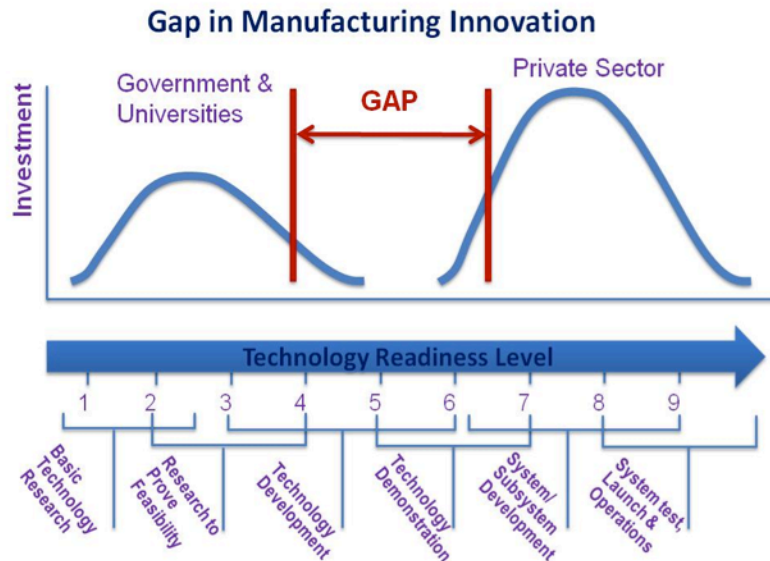 Gap in Manufacturing Innovation
Government &
Universities
Private Sector
GAP
Investment
Technology Readiness Level
1 2 3 4 5 6 7 8 9
Basic
Technology
Research
Research to
Prove
Feasibility
Technology
Development
Technology
Demonstration
System/
Subsystem
Development
System test,
Launch &
Operations